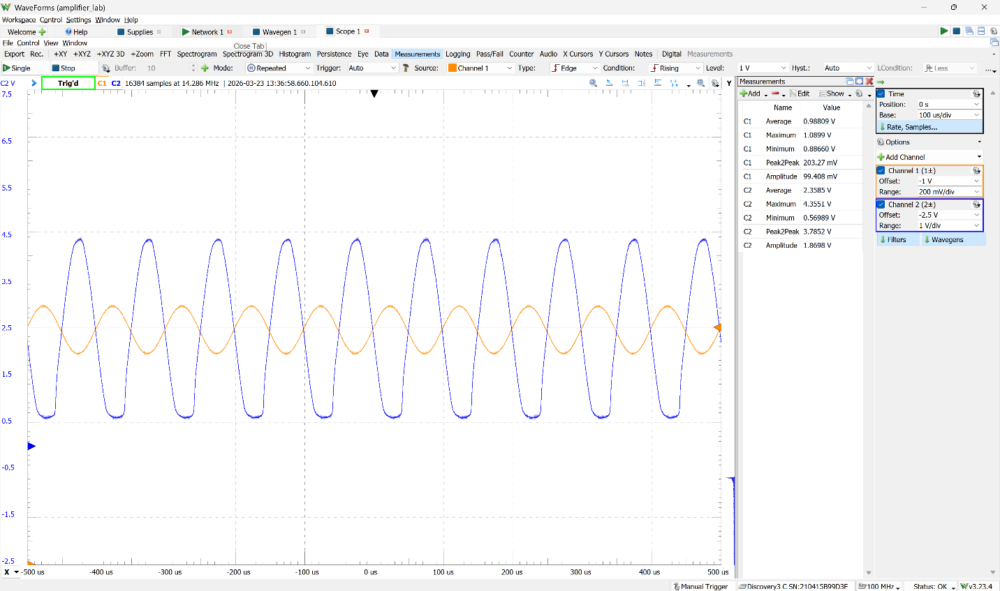 WaveForms (amplifier_lab)
Workspace Control Settings Window Help
Welcome Help Supplies Network 1 Wavegen 1 Scope 1
File Control View Window
Close Tab
Export Rec. +XY +XYZ +XYZ 3D +Zoom FFT Spectrogram Spectrogram 3D Histogram Persistence Eye Data Measurements Logging Pass/Fail Counter Audio X Cursors Y Cursors Notes Digital Measurements
Single Stop Buffer: 10 Mode: Repeated Trigger: Auto Source: Channel 1 Type: Edge Condition: Rising Level: 1 V Hyst.: Auto LCondition: Less ...
C2 V Trig'd C1 C2 16384 samples at 14.286 MHz | 2026-03-23 13:36:58.660.104.610 Y
7.5
6.5
5.5
4.5
3.5
2.5
1.5
0.5
-0.5
-1.5
-2.5
X -500 us -400 us -300 us -200 us -100 us 0 us 100 us 200 us 300 us 400 us 500 us
Measurements
Add Edit Show
Name Value
C1 Average 0.98809 V
C1 Maximum 1.0899 V
C1 Minimum 0.88660 V
C1 Peak2Peak 203.27 mV
C1 Amplitude 99.408 mV
C2 Average 2.3585 V
C2 Maximum 4.3551 V
C2 Minimum 0.56989 V
C2 Peak2Peak 3.7852 V
C2 Amplitude 1.8698 V
Time
Position: 0 s
Base: 100 us/div
Rate, Samples...
Options
Add Channel
Channel 1 (1±)
Offset: -1 V
Range: 200 mV/div
Channel 2 (2±)
Offset: -2.5 V
Range: 1 V/div
Filters Wavegens
Manual Trigger Discovery3 C SN:210415B99D3F 100 MHz Status: OK v3.23.4